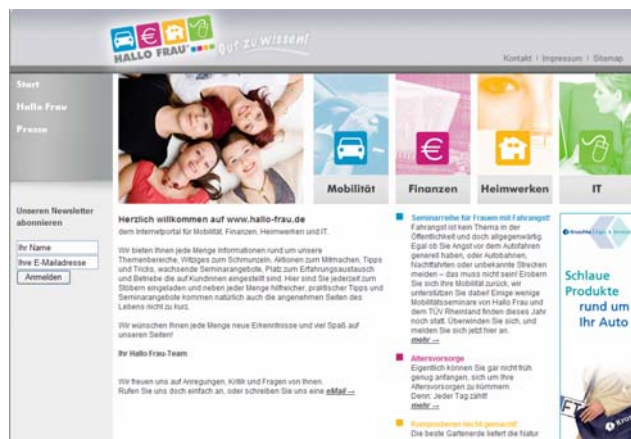 HALLO FRAU
Gut zu wissen!
Kontakt | Impressum | Sitemap
Start
Hallo Frau
Presse
Mobilität
Finanzen
Heimwerken
IT
Unseren Newsletter
abonnieren
Ihr Name
Ihre E-Mailadresse
Anmelden
Herzlich willkommen auf www.hallo-frau.de
dem Internetportal für Mobilität, Finanzen, Heimwerken und IT.
Wir bieten Ihnen jede Menge Informationen rund um unsere
Themenbereiche, Witziges zum Schmunzeln, Aktionen zum Mitmachen, Tipps
und Tricks, wachsende Seminarangebote, Platz zum Erfahrungsaustausch
und Betriebe die auf Kundinnen eingestellt sind. Hier sind Sie jederzeit zum
Stöbern eingeladen und neben jeder Menge hilfreicher, praktischer Tipps und
Seminarangebote kommen natürlich auch die angenehmen Seiten des
Lebens nicht zu kurz.
Wir wünschen Ihnen jede Menge neue Erkenntnisse und viel Spaß auf
unseren Seiten!
Ihr Hallo Frau-Team
Wir freuen uns auf Anregungen, Kritik und Fragen von Ihnen.
Rufen Sie uns doch einfach an, oder schreiben Sie uns eine eMail →
Seminarreihe für Frauen mit Fahrangst!
Fahrangst ist kein Thema in der
Öffentlichkeit und doch allgegenwärtig.
Egal ob Sie Angst vor dem Autofahren
generell haben, oder Autobahnen,
Nachtfahrten oder unbekannte Strecken
meiden – das muss nicht sein! Erobern
Sie sich Ihre Mobilität zurück, wir
unterstützen Sie dabei! Einige wenige
Mobilitätsseminare von Hallo Frau und
dem TÜV Rheinland finden dieses Jahr
noch statt. Überwinden Sie sich, und
melden Sie sich jetzt hier an.
mehr →
Altersvorsorge
Eigentlich können Sie gar nicht früh
genug anfangen, sich um Ihre
Altersvorsorgen zu kümmern.
Denn: Jeder Tag zählt!
mehr →
Kompostieren leicht gemacht!
Die beste Gartenerde liefert die Natur
Schlaue
Produkte
rund um
Ihr Auto